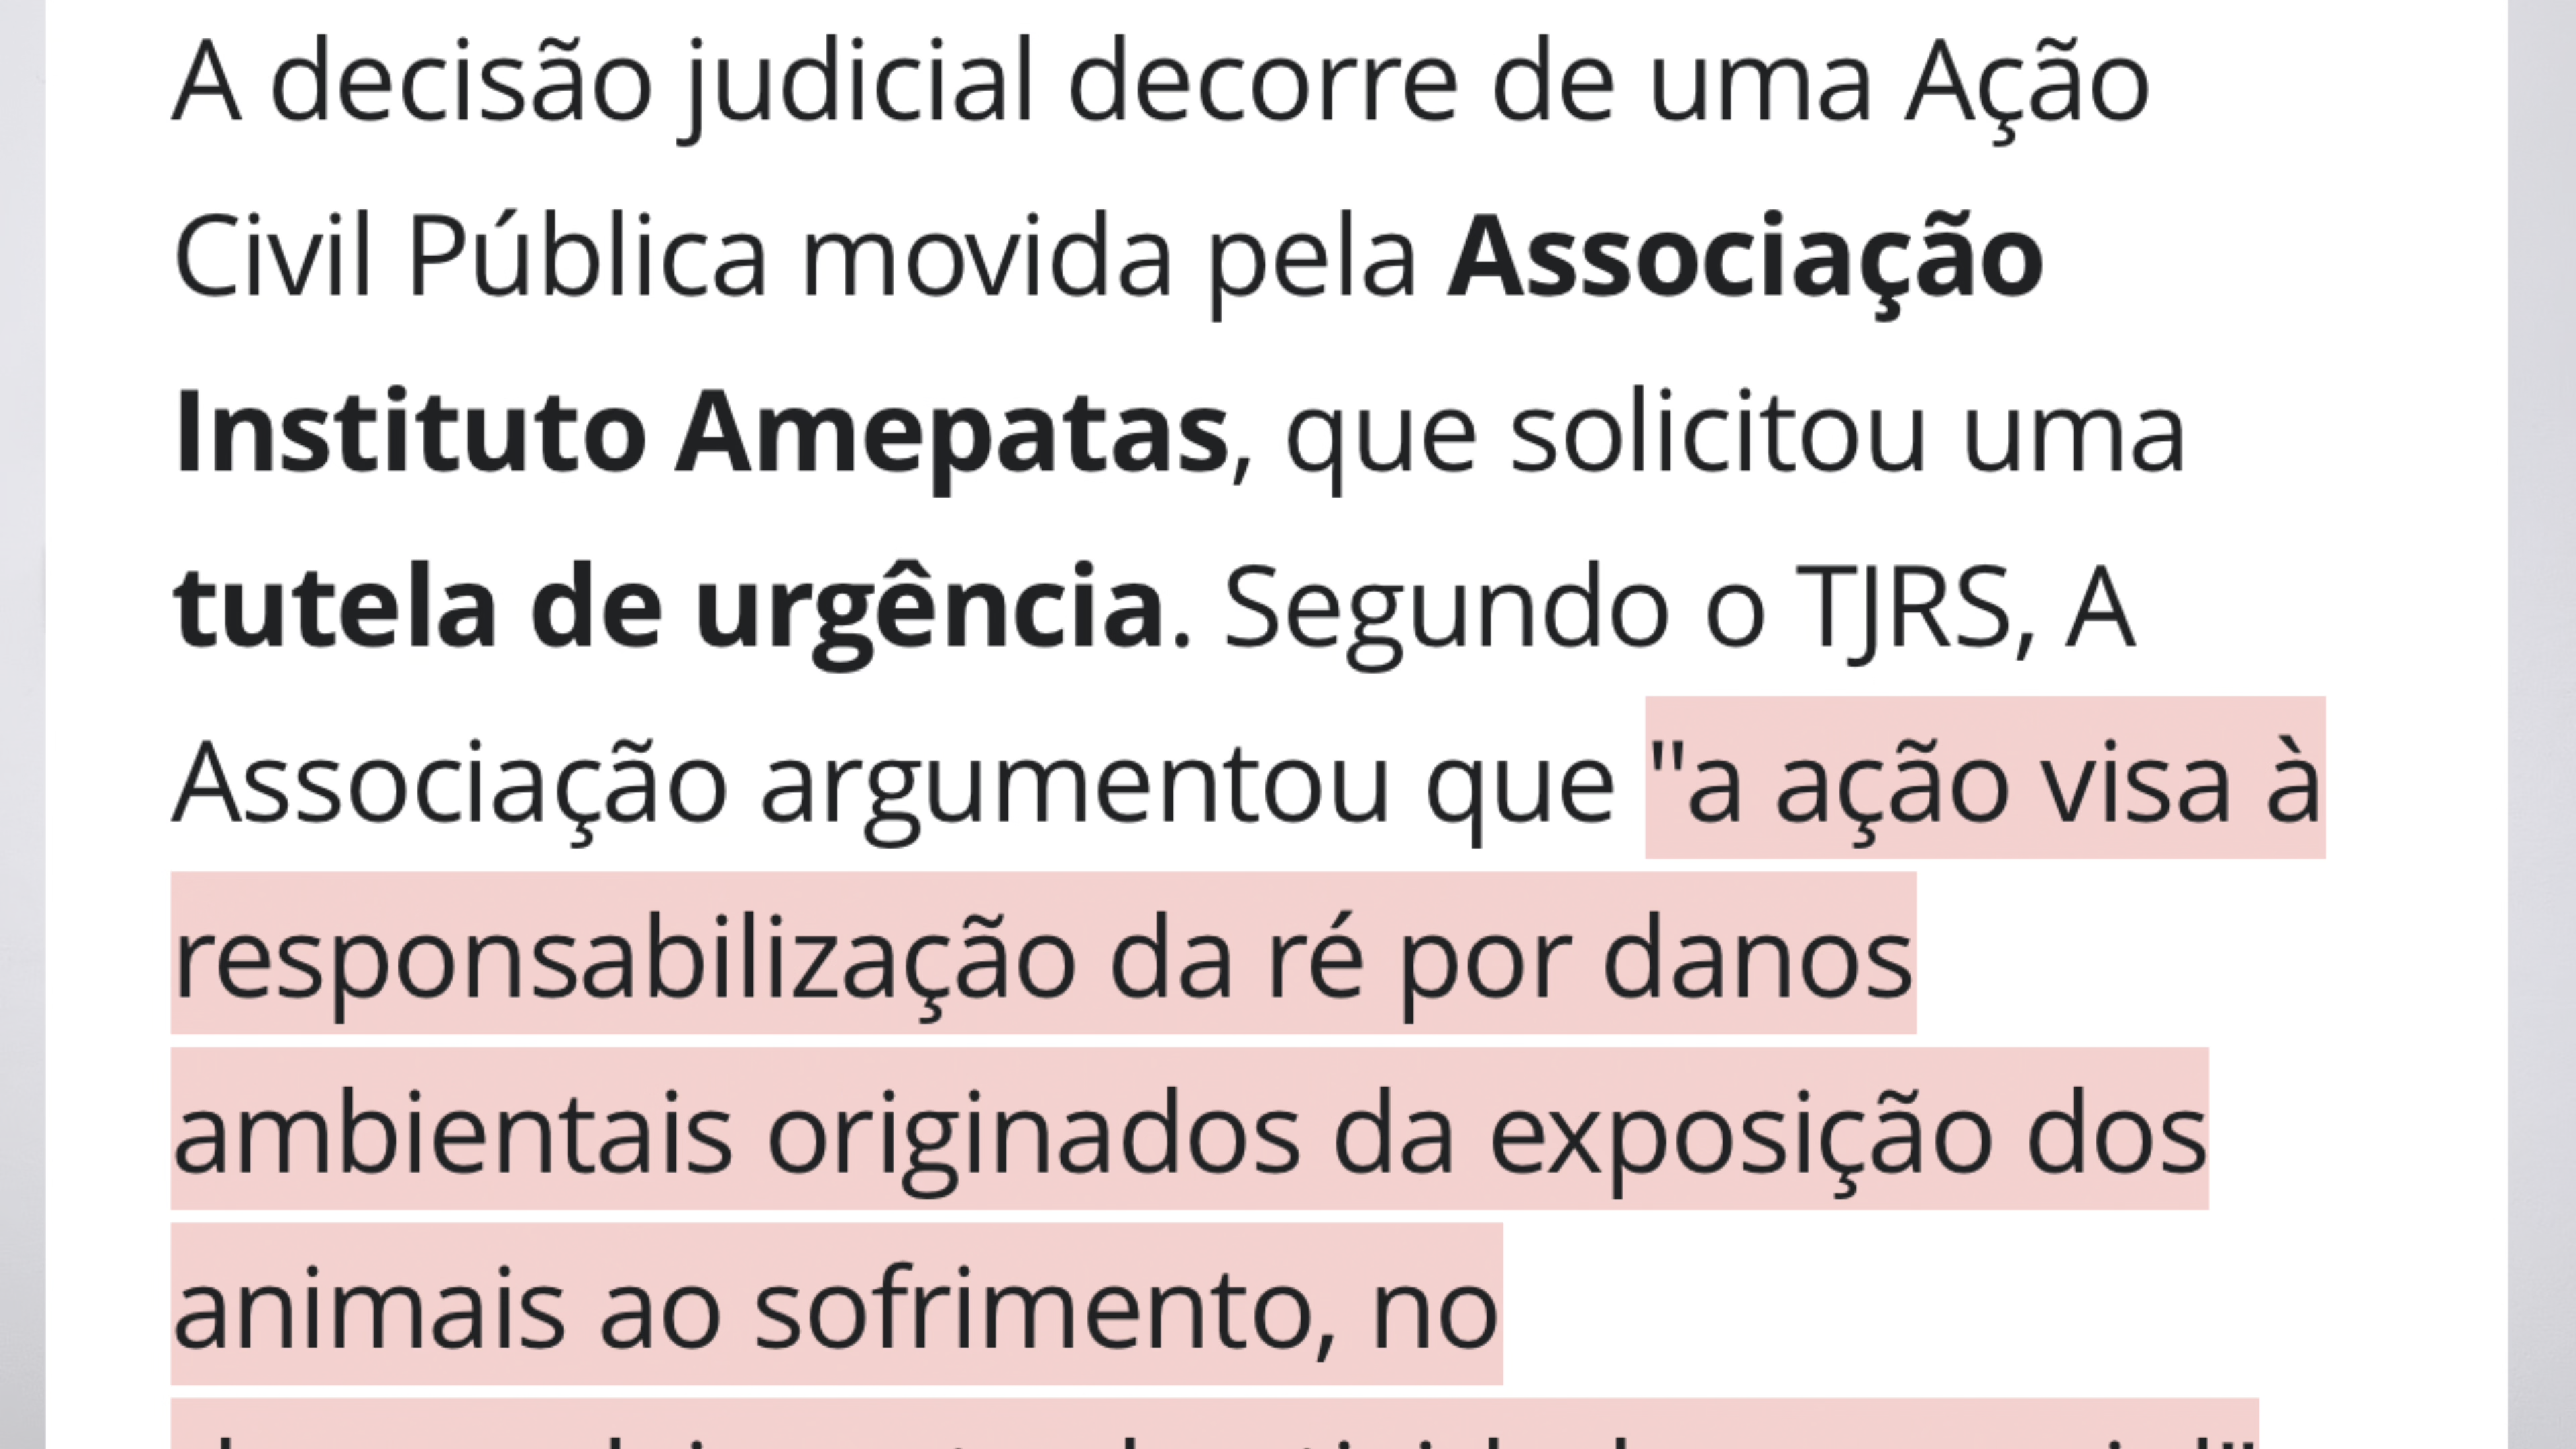 A decisão judicial decorre de uma Ação
Civil Pública movida pela Associação
Instituto Amepatas, que solicitou uma
tutela de urgência. Segundo o TJRS, A
Associação argumentou que "a ação visa à
responsabilização da ré por danos
ambientais originados da exposição dos
animais ao sofrimento, no